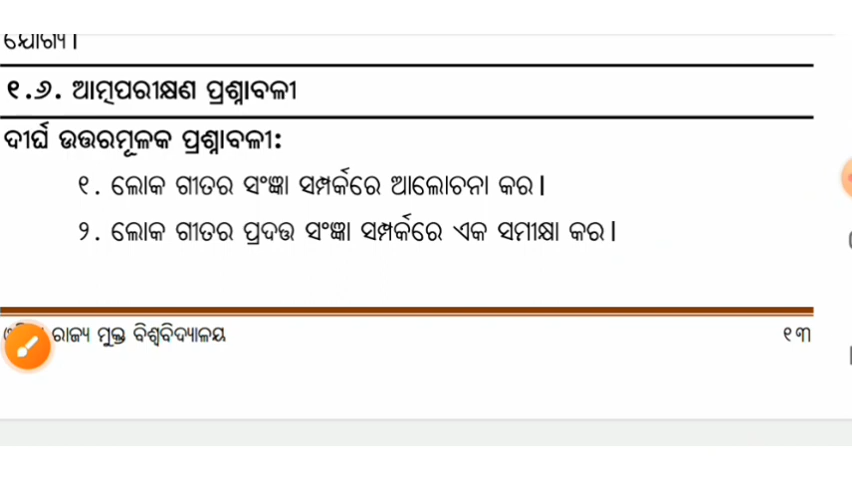 ଯୋଗ୍ୟ।
୧.୬. ଆତ୍ମପରୀକ୍ଷଣ ପ୍ରଶ୍ନାବଳୀ
ଦୀର୍ଘ ଉତ୍ତରମୂଳକ ପ୍ରଶ୍ନାବଳୀ:
୧. ଲୋକ ଗୀତର ସଂଜ୍ଞା ସମ୍ପର୍କରେ ଆଲୋଚନା କର।
୨. ଲୋକ ଗୀତର ପ୍ରଦତ୍ତ ସଂଜ୍ଞା ସମ୍ପର୍କରେ ଏକ ସମୀକ୍ଷା କର।
ରାଜ୍ୟ ମୁକ୍ତ ବିଶ୍ୱବିଦ୍ୟାଳୟ ୧୩